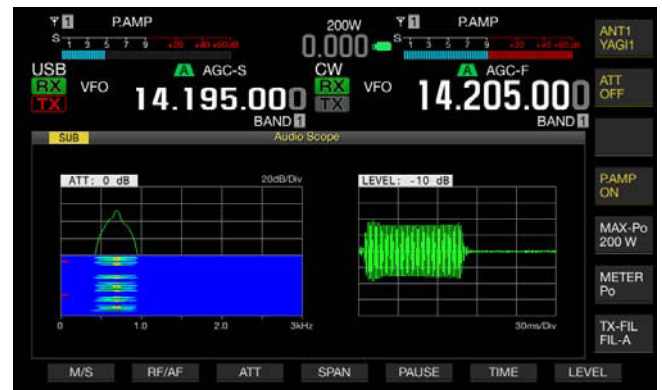 1 P.AMP 200W 1 P.AMP ANT1
YAGI1
S 1 3 5 7 9 +20 +40 +60dB 0.000 S 1 3 5 7 9 +20 +40 +60dB
USB A AGC-S CW A AGC-F ATT
OFF
RX VFO 14.195.000 RX VFO 14.205.000
TX TX
BAND 1 BAND 1
SUB Audio Scope
ATT: 0 dB 20dB/Div LEVEL: -10 dB P.AMP
ON
MAX-Po
200 W
METER
Po
0 1.0 2.0 3kHz 30ms/Div TX-FIL
FIL-A
M/S RF/AF ATT SPAN PAUSE TIME LEVEL